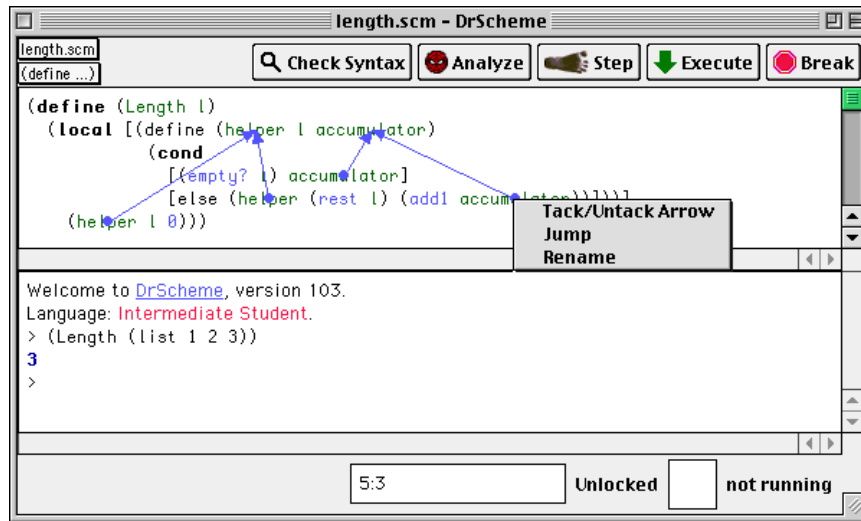 length.scm - DrScheme
length.scm
(define ...)
Check Syntax Analyze Step Execute Break
(define (Length l)
(local [(define (helper l accumulator)
(cond
[(empty? l) accumulator]
[else (helper (rest l) (add1 accumulator))]))]
(helper l 0)))
Tack/Untack Arrow
Jump
Rename
Welcome to DrScheme, version 103.
Language: Intermediate Student.
> (Length (list 1 2 3))
3
>
5:3 Unlocked not running